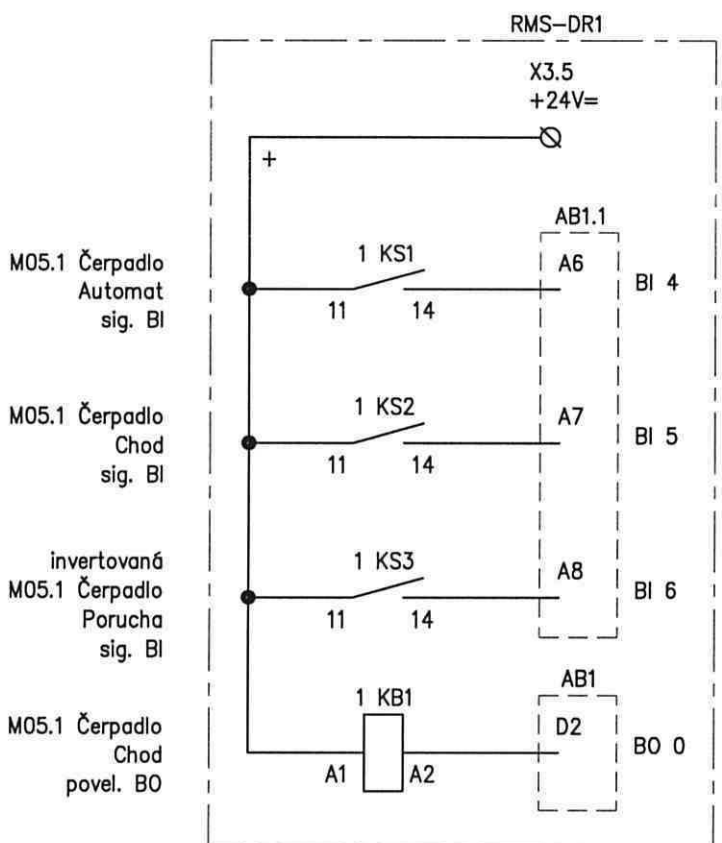 RMS-DR1
X3.5
+24V=
+
AB1.1
M05.1 Čerpadlo
Automat
sig. BI
1 KS1
11
14
A6
BI 4
M05.1 Čerpadlo
Chod
sig. BI
1 KS2
11
14
A7
BI 5
invertovaná
M05.1 Čerpadlo
Porucha
sig. BI
1 KS3
11
14
A8
BI 6
AB1
M05.1 Čerpadlo
Chod
povel. BO
1 KB1
A1
A2
D2
BO 0